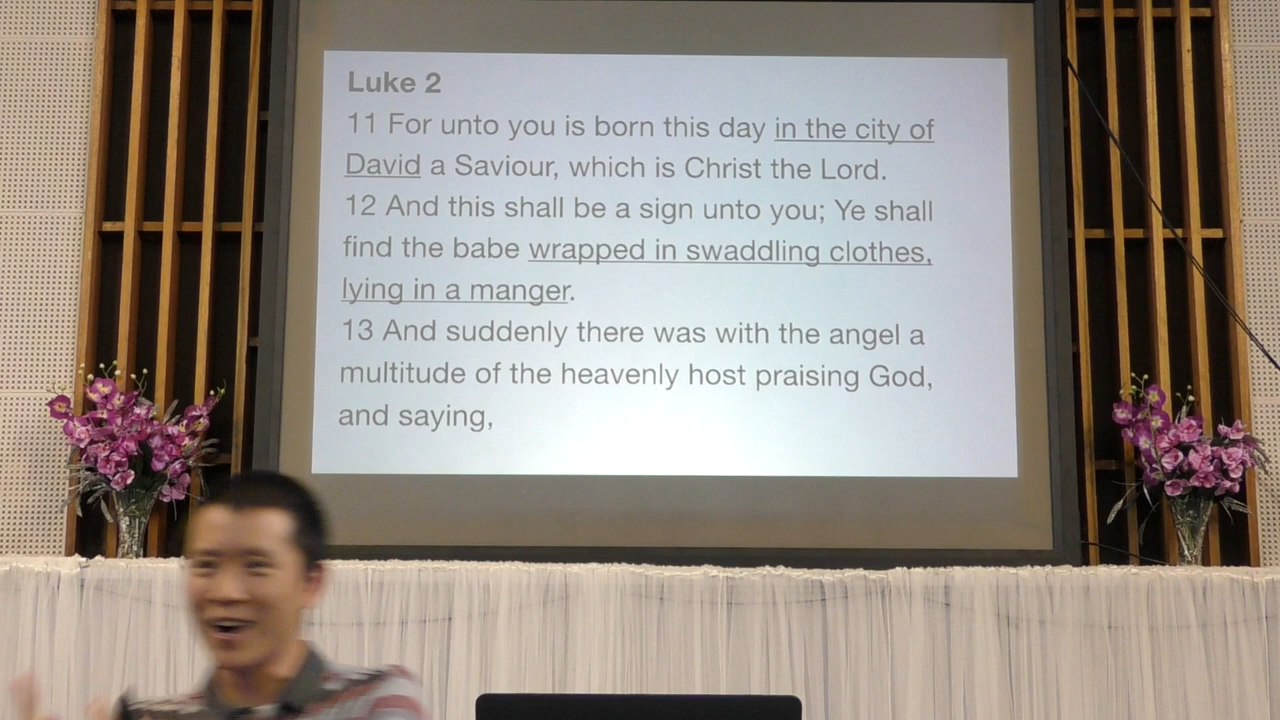 Luke 2
11 For unto you is born this day in the city of
David a Saviour, which is Christ the Lord.
12 And this shall be a sign unto you; Ye shall
find the babe wrapped in swaddling clothes,
lying in a manger.
13 And suddenly there was with the angel a
multitude of the heavenly host praising God,
and saying,